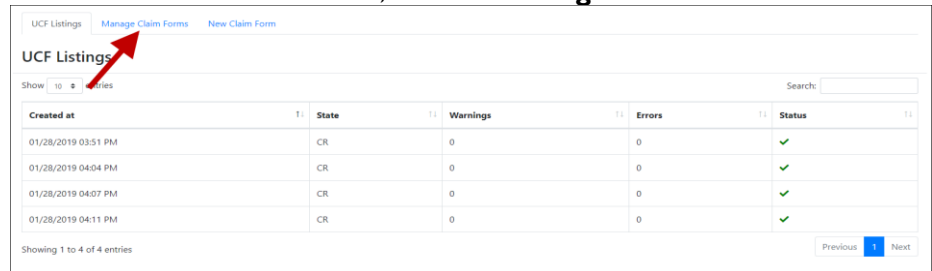 UCF Listings Manage Claim Forms New Claim Form
UCF Listings
Show 10 entries Search:
Created at State Warnings Errors Status
01/28/2019 03:51 PM CR 0 0
01/28/2019 04:04 PM CR 0 0
01/28/2019 04:07 PM CR 0 0
01/28/2019 04:11 PM CR 0 0
Showing 1 to 4 of 4 entries Previous 1 Next